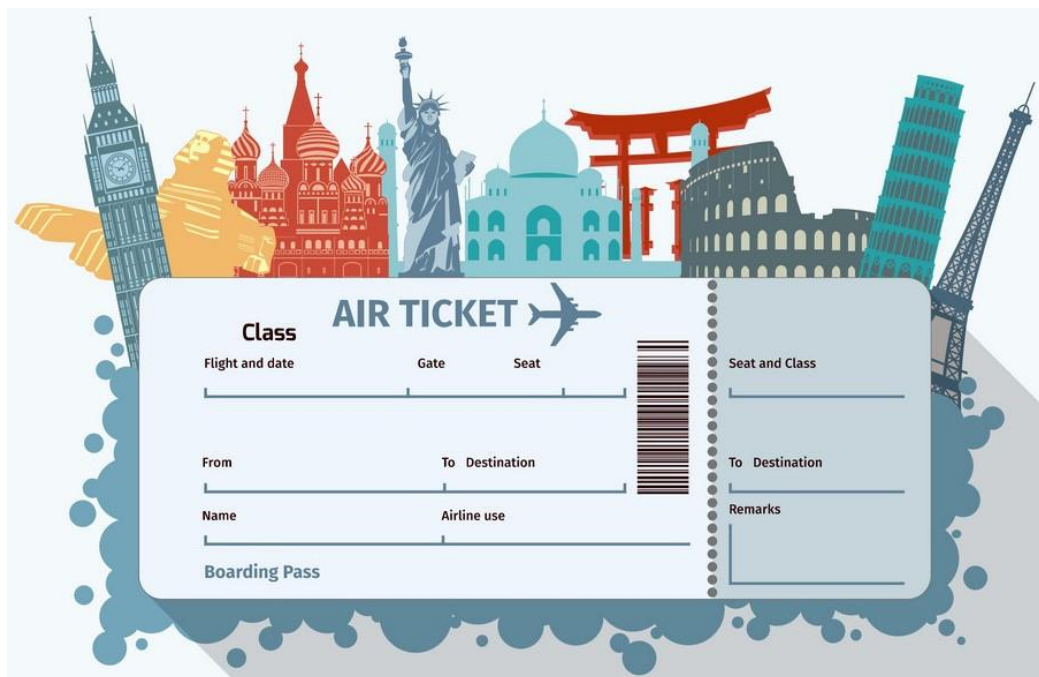 AIR TICKET
Class
Flight and date Gate Seat
From To Destination
Name Airline use
Boarding Pass
Seat and Class
To Destination
Remarks